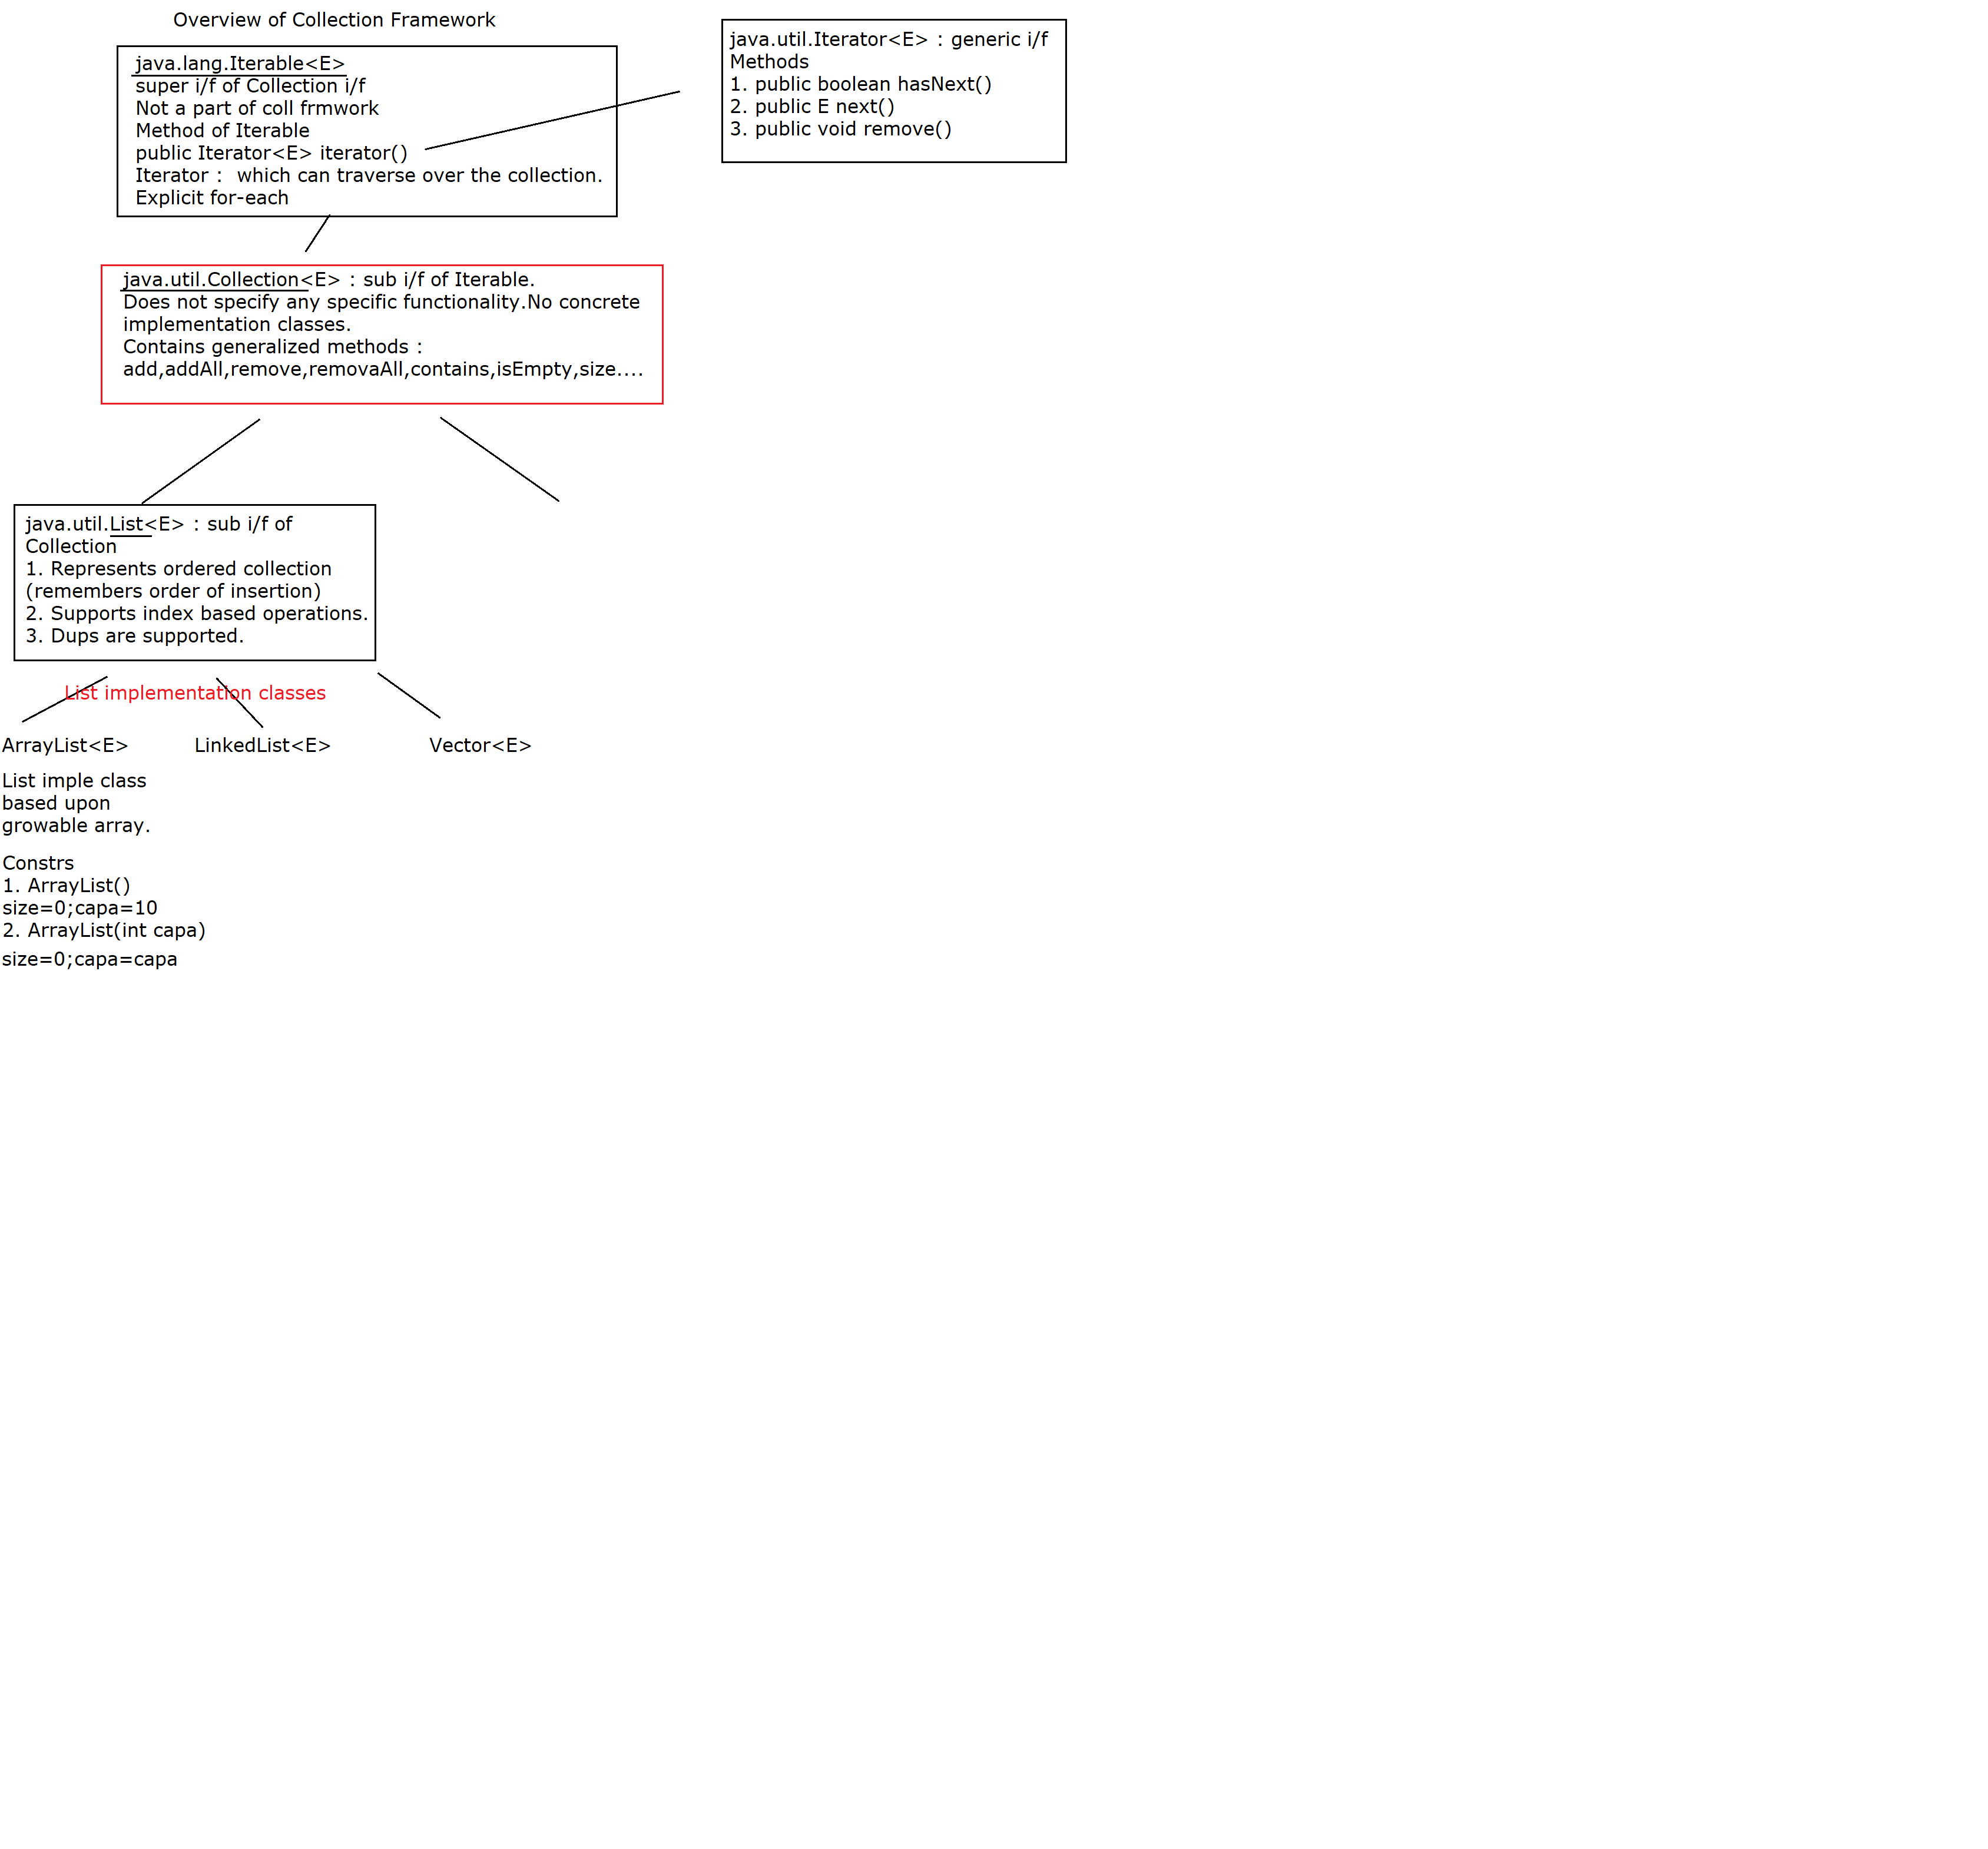 Overview of Collection Framework
java.lang.Iterable<E>
super i/f of Collection i/f
Not a part of coll frmwork
Method of Iterable
public Iterator<E> iterator()
Iterator :  which can traverse over the collection.
Explicit for-each
java.util.Iterator<E> : generic i/f
Methods
1. public boolean hasNext()
2. public E next()
3. public void remove()
java.util.Collection<E> : sub i/f of Iterable.
Does not specify any specific functionality.No concrete
implementation classes.
Contains generalized methods :
add,addAll,remove,removaAll,contains,isEmpty,size....
java.util.List<E> : sub i/f of
Collection
1. Represents ordered collection
(remembers order of insertion)
2. Supports index based operations.
3. Dups are supported.
List implementation classes
ArrayList<E>
LinkedList<E>
Vector<E>
List imple class
based upon
growable array.
Constrs
1. ArrayList()
size=0;capa=10
2. ArrayList(int capa)
size=0;capa=capa